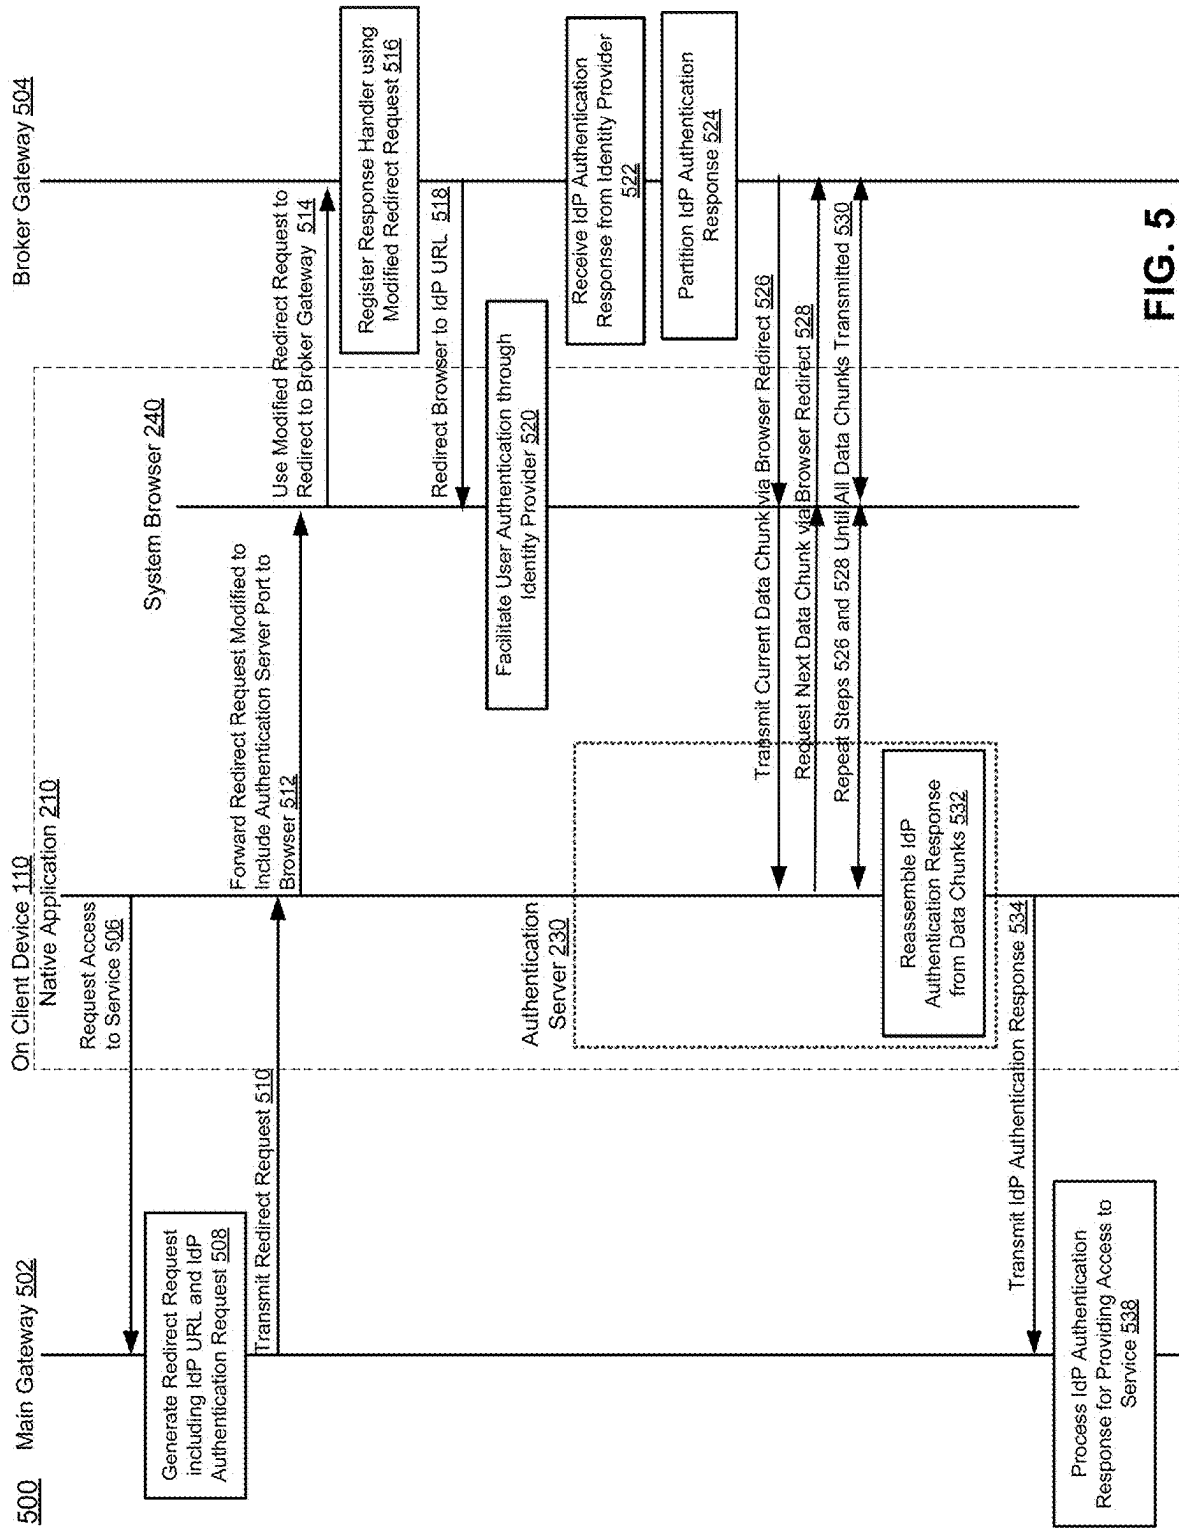 500
Main Gateway 502
On Client Device 110
Native Application 210
System Browser 240
Broker Gateway 504
Request Access
to Service 506
Generate Redirect Request
including IdP URL and IdP
Authentication Request 508
Transmit Redirect Request 510
Forward Redirect Request Modified to
Include Authentication Server Port to
Browser 512
Use Modified Redirect Request to
Redirect to Broker Gateway 514
Register Response Handler using
Modified Redirect Request 516
Redirect Browser to IdP URL 518
Facilitate User Authentication through
Identity Provider 520
Receive IdP Authentication
Response from Identity Provider
522
Partition IdP Authentication
Response 524
Authentication
Server 230
Transmit Current Data Chunk via Browser Redirect 526
Request Next Data Chunk via Browser Redirect 528
Repeat Steps 526 and 528 Until All Data Chunks Transmitted 530
Reassemble IdP
Authentication Response
from Data Chunks 532
Transmit IdP Authentication Response 534
Process IdP Authentication
Response for Providing Access to
Service 538
FIG. 5